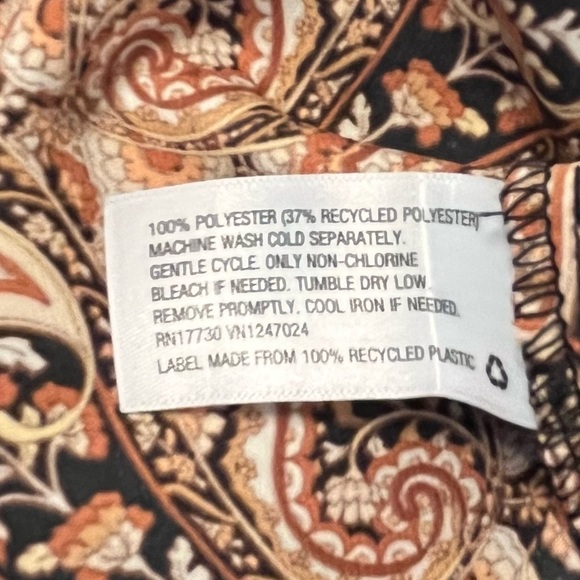 100% POLYESTER (37% RECYCLED POLYESTER)
MACHINE WASH COLD SEPARATELY.
GENTLE CYCLE. ONLY NON-CHLORINE
BLEACH IF NEEDED. TUMBLE DRY LOW.
REMOVE PROMPTLY. COOL IRON IF NEEDED.
RN17730 VN1247024
LABEL MADE FROM 100% RECYCLED PLASTIC